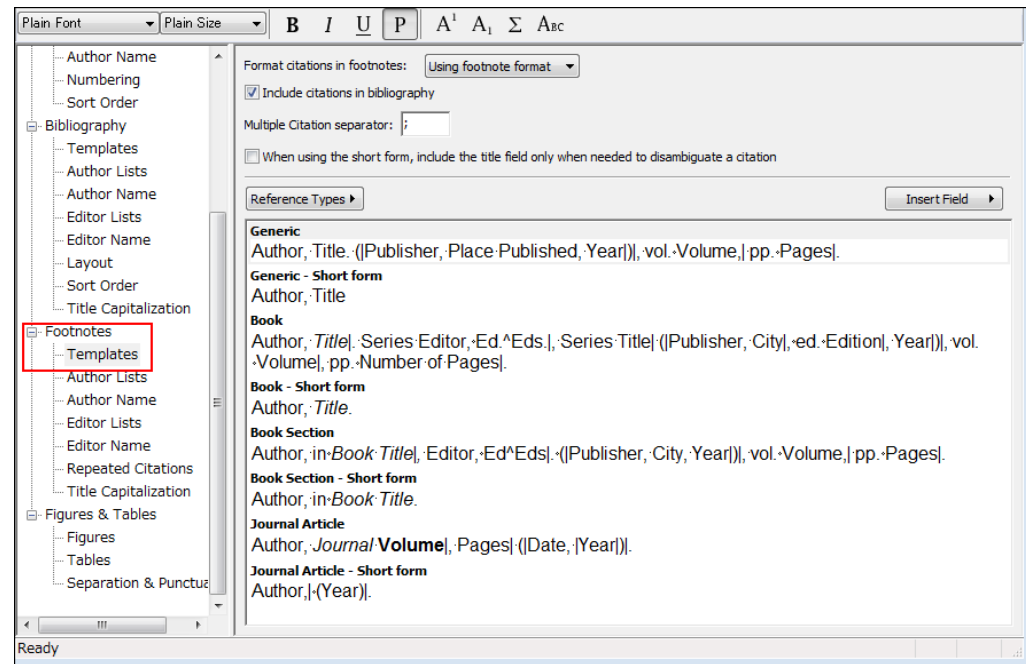 Plain Font Plain Size B I U P A¹ A₁ Σ Abc
Author Name
Numbering
Sort Order
Bibliography
Templates
Author Lists
Author Name
Editor Lists
Editor Name
Layout
Sort Order
Title Capitalization
Footnotes
Templates
Author Lists
Author Name
Editor Lists
Editor Name
Repeated Citations
Title Capitalization
Figures & Tables
Figures
Tables
Separation & Punctua
Format citations in footnotes: Using footnote format
Include citations in bibliography
Multiple Citation separator: ;
When using the short form, include the title field only when needed to disambiguate a citation
Reference Types Insert Field
Generic
Author,·Title.·(|Publisher,·Place·Published,·Year|)|,·vol.◦Volume,|·pp.◦Pages|.
Generic - Short form
Author,·Title
Book
Author,·Title|.·Series·Editor,◦Ed.^Eds.|,·Series·Title|·(|Publisher,·City|,◦ed.·Edition|,·Year|)|,·vol.
◦Volume|,·pp.◦Number·of·Pages|.
Book - Short form
Author,·Title.
Book Section
Author,·in◦Book·Title|,·Editor,◦Ed^Eds|.◦(|Publisher,·City,·Year|)|,·vol.◦Volume,|·pp.◦Pages|.
Book Section - Short form
Author,·in◦Book·Title.
Journal Article
Author,·Journal·Volume|,·Pages|·(|Date,·|Year|)|.
Journal Article - Short form
Author,|◦(Year)|.
Ready